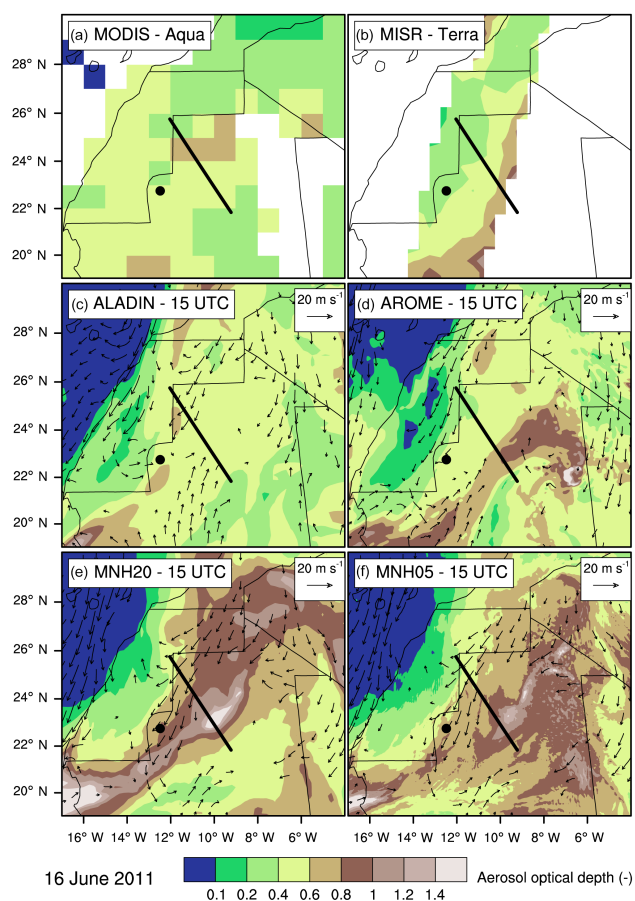 (a) MODIS - Aqua
(b) MISR - Terra
28° N
26° N
24° N
22° N
20° N
(c) ALADIN - 15 UTC
20 m s-1
(d) AROME - 15 UTC
20 m s-1
28° N
26° N
24° N
22° N
20° N
(e) MNH20 - 15 UTC
20 m s-1
(f) MNH05 - 15 UTC
20 m s-1
28° N
26° N
24° N
22° N
20° N
16° W 14° W 12° W 10° W 8° W 6° W
16° W 14° W 12° W 10° W 8° W 6° W
16 June 2011
0.1 0.2 0.4 0.6 0.8 1 1.2 1.4
Aerosol optical depth (-)